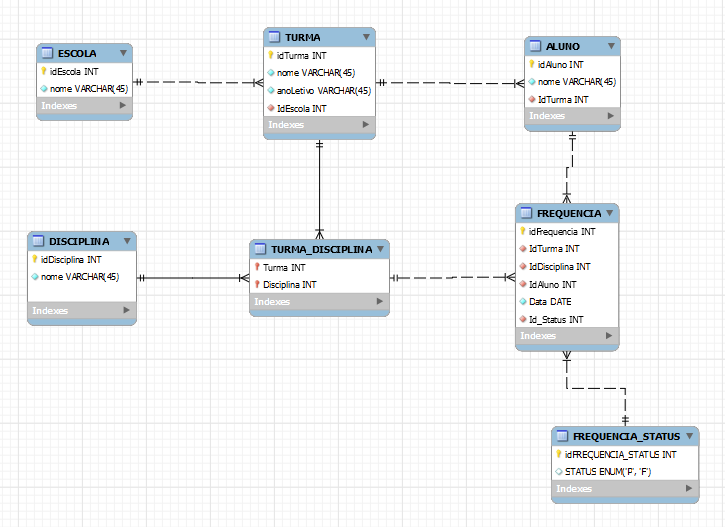 ESCOLA
idEscola INT
nome VARCHAR(45)
Indexes
TURMA
idTurma INT
nome VARCHAR(45)
anoLetivo VARCHAR(45)
IdEscola INT
Indexes
ALUNO
idAluno INT
nome VARCHAR(45)
IdTurma INT
Indexes
DISCIPLINA
idDisciplina INT
nome VARCHAR(45)
Indexes
TURMA_DISCIPLINA
Turma INT
Disciplina INT
Indexes
FREQUENCIA
idFrequencia INT
IdTurma INT
IdDisciplina INT
IdAluno INT
Data DATE
Id_Status INT
Indexes
FREQUENCIA_STATUS
idFREQUENCIA_STATUS INT
STATUS ENUM('P', 'F')
Indexes